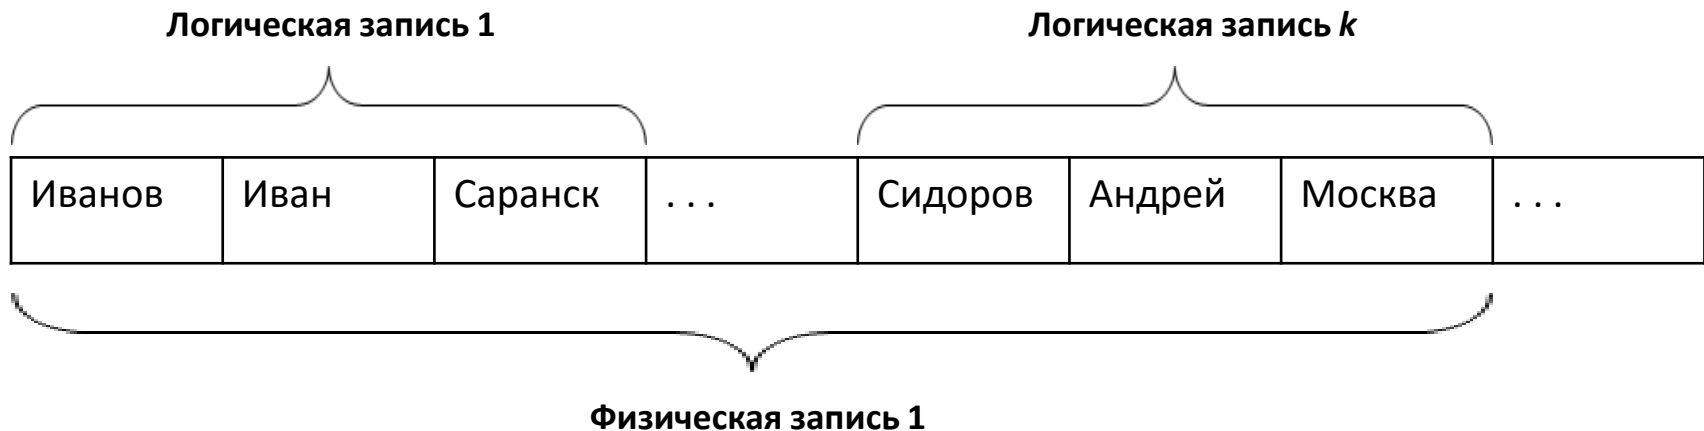 Логическая запись 1 Логическая запись k
Иванов Иван Саранск . . . Сидоров Андрей Москва . . .
Физическая запись 1